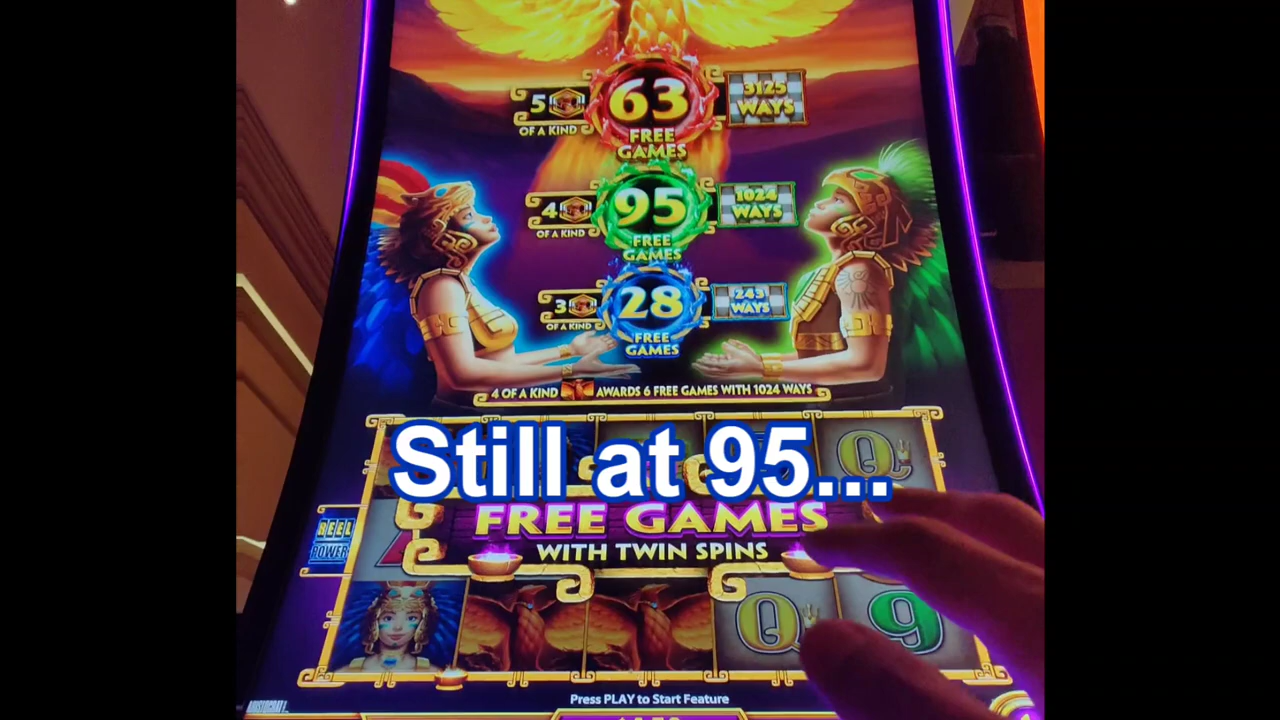 5
OF A KIND
63
FREE
GAMES
3125
WAYS
4
OF A KIND
95
FREE
GAMES
1024
WAYS
3
OF A KIND
28
FREE
GAMES
243
WAYS
4 OF A KIND AWARDS 6 FREE GAMES WITH 1024 WAYS
Q
Still at 95...
FREE GAMES
WITH TWIN SPINS
REEL
POWER
Q
9
Press PLAY to Start Feature
ARISTOCRAT